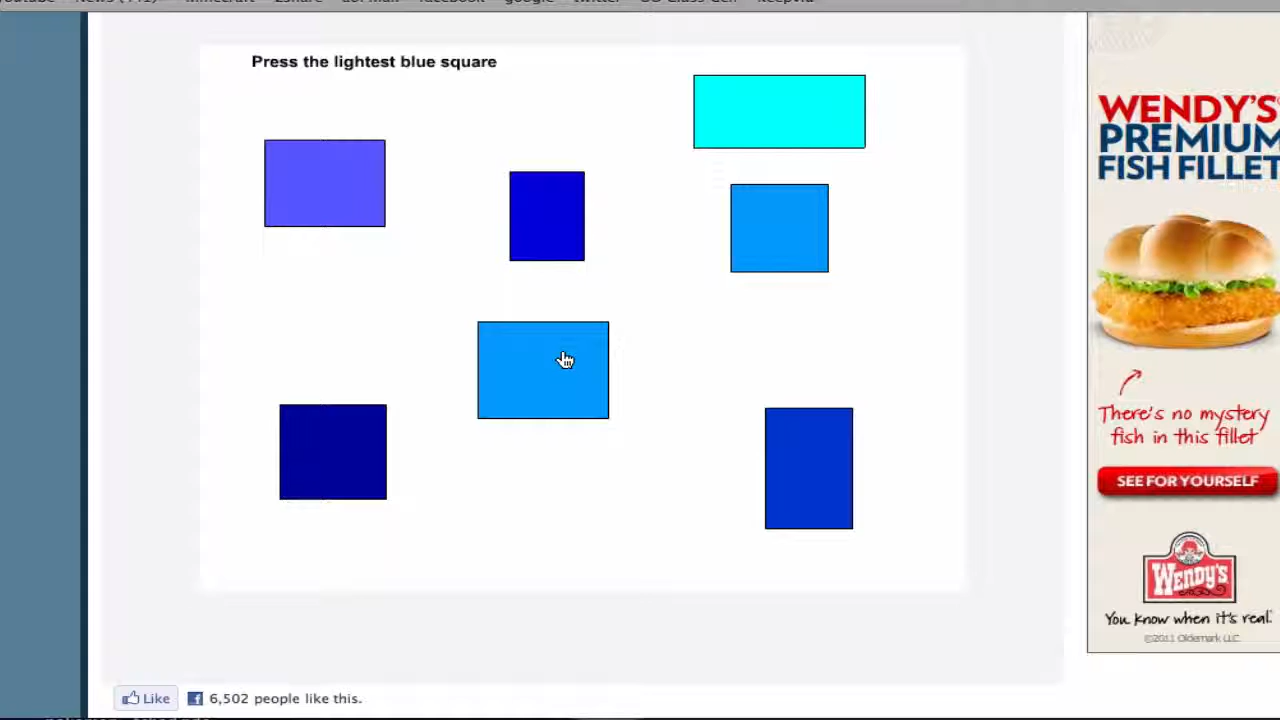 Press the lightest blue square
WENDY'S
PREMIUM
FISH FILLET
There's no mystery
fish in this fillet
SEE FOR YOURSELF
Wendy's
You know when it's real.
©2011 Oldemark LLC.
Like
6,502 people like this.